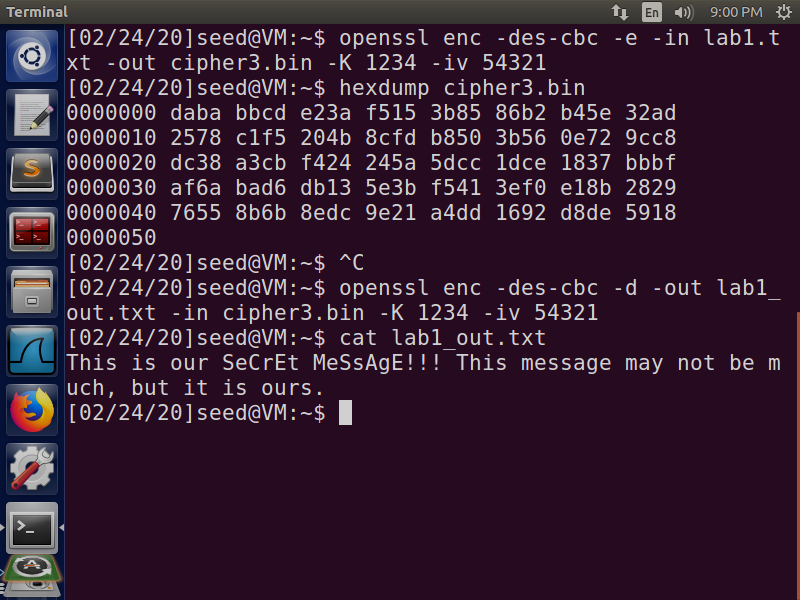 Terminal En 9:00 PM
[02/24/20]seed@VM:~$ openssl enc -des-cbc -e -in lab1.t
xt -out cipher3.bin -K 1234 -iv 54321
[02/24/20]seed@VM:~$ hexdump cipher3.bin
0000000 daba bbcd e23a f515 3b85 86b2 b45e 32ad
0000010 2578 c1f5 204b 8cfd b850 3b56 0e72 9cc8
0000020 dc38 a3cb f424 245a 5dcc 1dce 1837 bbbf
0000030 af6a bad6 db13 5e3b f541 3ef0 e18b 2829
0000040 7655 8b6b 8edc 9e21 a4dd 1692 d8de 5918
0000050
[02/24/20]seed@VM:~$ ^C
[02/24/20]seed@VM:~$ openssl enc -des-cbc -d -out lab1_
out.txt -in cipher3.bin -K 1234 -iv 54321
[02/24/20]seed@VM:~$ cat lab1_out.txt
This is our SeCrEt MeSsAgE!!! This message may not be m
uch, but it is ours.
[02/24/20]seed@VM:~$